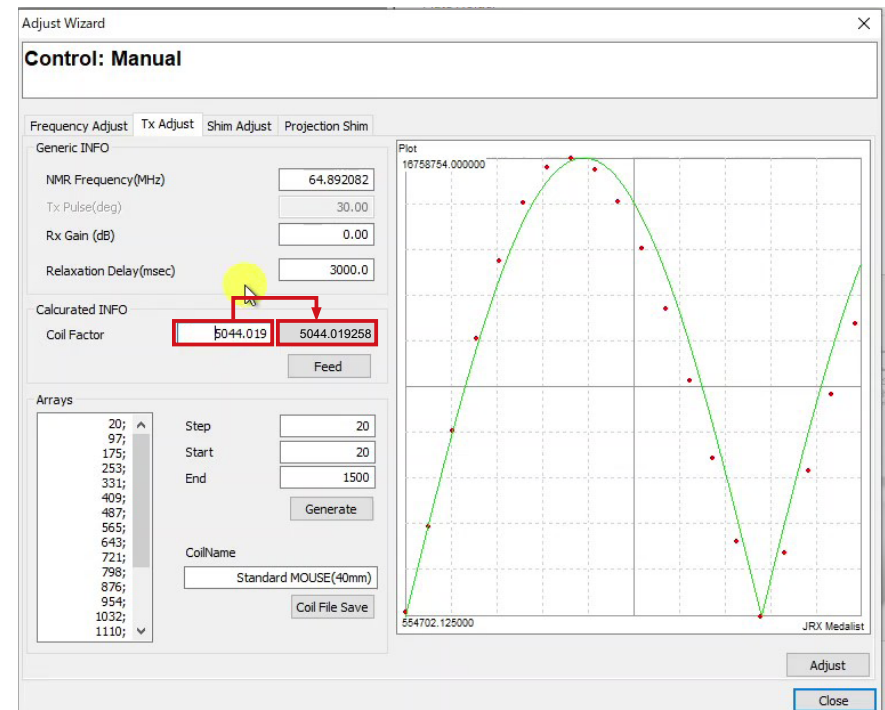 Adjust Wizard
Control: Manual
Frequency Adjust Tx Adjust Shim Adjust Projection Shim
Generic INFO
NMR Frequency(MHz) 64.892082
Tx Pulse(deg) 30.00
Rx Gain (dB) 0.00
Relaxation Delay(msec) 3000.0
Calcurated INFO
Coil Factor 5044.019 5044.019258
Feed
Arrays
20;
97;
175;
253;
331;
409;
487;
565;
643;
721;
798;
876;
954;
1032;
1110;
Step 20
Start 20
End 1500
Generate
CoilName
Standard MOUSE(40mm)
Coil File Save
Plot
16758754.000000
554702.125000
JRX Medalist
Adjust
Close